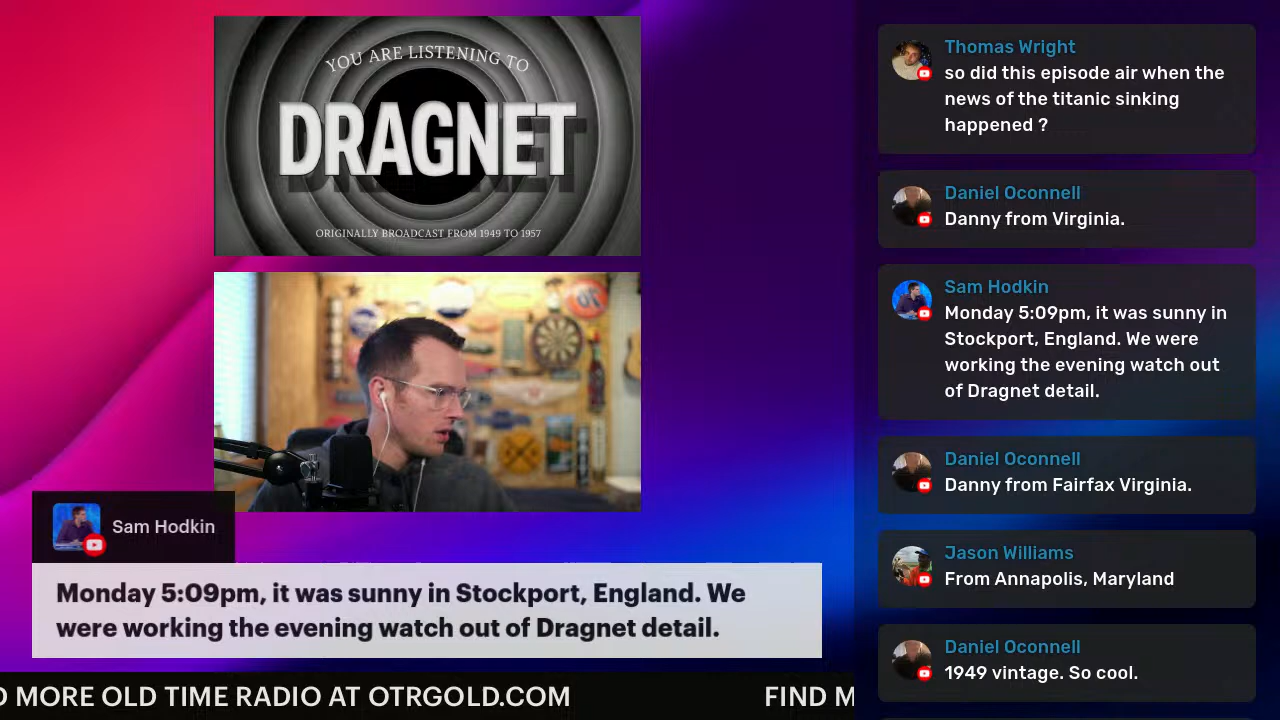 YOU ARE LISTENING TO
DRAGNET
ORIGINALLY BROADCAST FROM 1949 TO 1957
Sam Hodkin
Monday 5:09pm, it was sunny in Stockport, England. We
were working the evening watch out of Dragnet detail.
MORE OLD TIME RADIO AT OTRGOLD.COM
FIND M
Thomas Wright
so did this episode air when the
news of the titanic sinking
happened ?
Daniel Oconnell
Danny from Virginia.
Sam Hodkin
Monday 5:09pm, it was sunny in
Stockport, England. We were
working the evening watch out
of Dragnet detail.
Daniel Oconnell
Danny from Fairfax Virginia.
Jason Williams
From Annapolis, Maryland
Daniel Oconnell
1949 vintage. So cool.